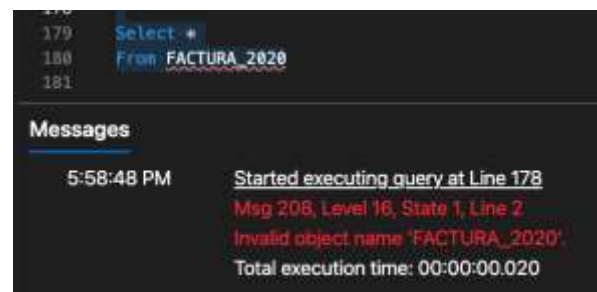 178
179 Select *
180 From FACTURA_2020
181
Messages
5:58:48 PM Started executing query at Line 178
Msg 208, Level 16, State 1, Line 2
Invalid object name 'FACTURA_2020'.
Total execution time: 00:00:00.020